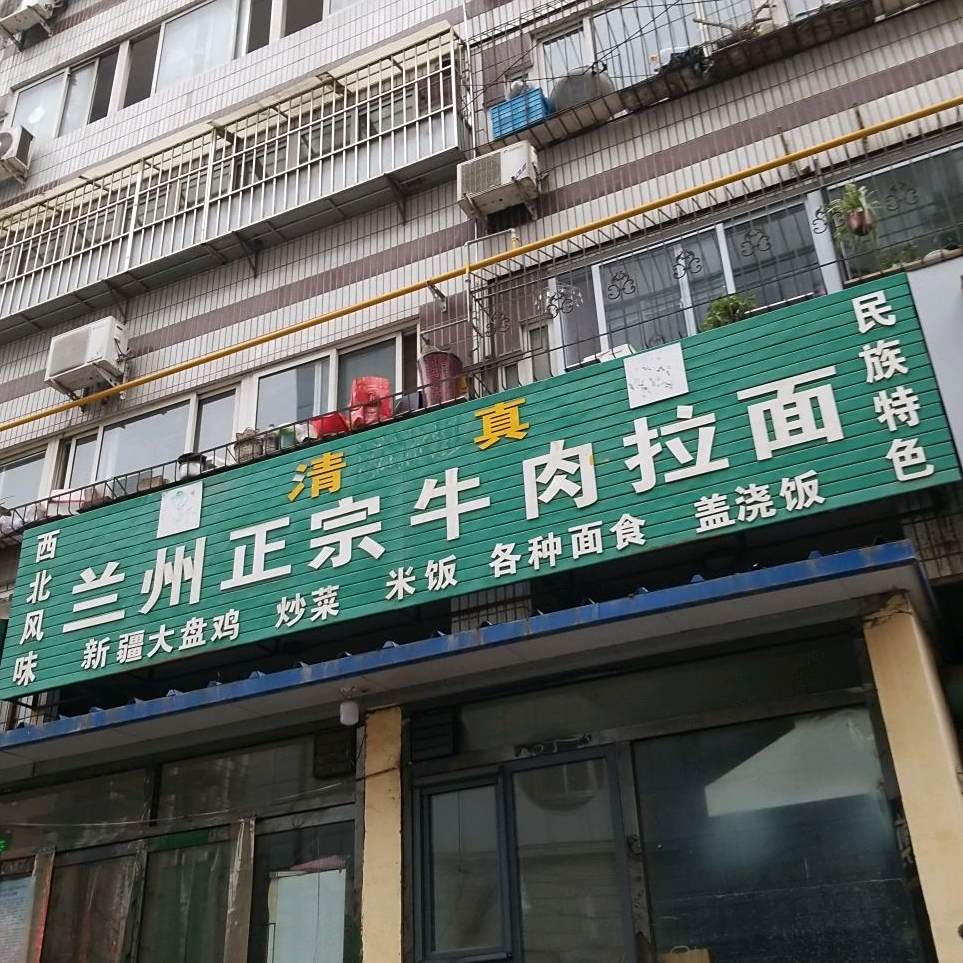 清真
兰州正宗牛肉拉面
西北风味
新疆大盘鸡 炒菜 米饭 各种面食 盖浇饭
民族特色